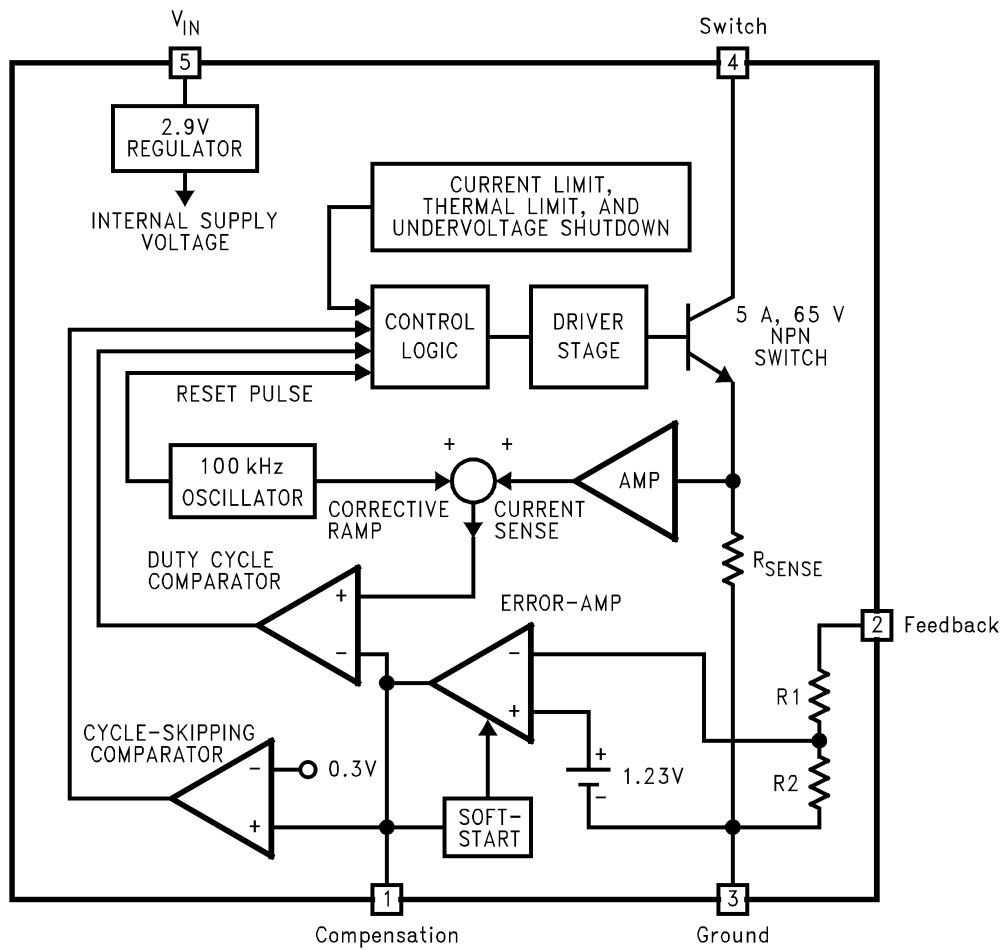 VIN
Switch
5
4
2.9V
REGULATOR
INTERNAL SUPPLY
VOLTAGE
CURRENT LIMIT,
THERMAL LIMIT, AND
UNDERVOLTAGE SHUTDOWN
CONTROL
LOGIC
DRIVER
STAGE
5 A, 65 V
NPN
SWITCH
RESET PULSE
100 kHz
OSCILLATOR
+
+
AMP
CORRECTIVE
RAMP
CURRENT
SENSE
RSENSE
DUTY CYCLE
COMPARATOR
+
−
ERROR-AMP
−
+
2
Feedback
R1
R2
CYCLE-SKIPPING
COMPARATOR
−
+
0.3V
+
−
1.23V
SOFT-
START
1
3
Compensation
Ground